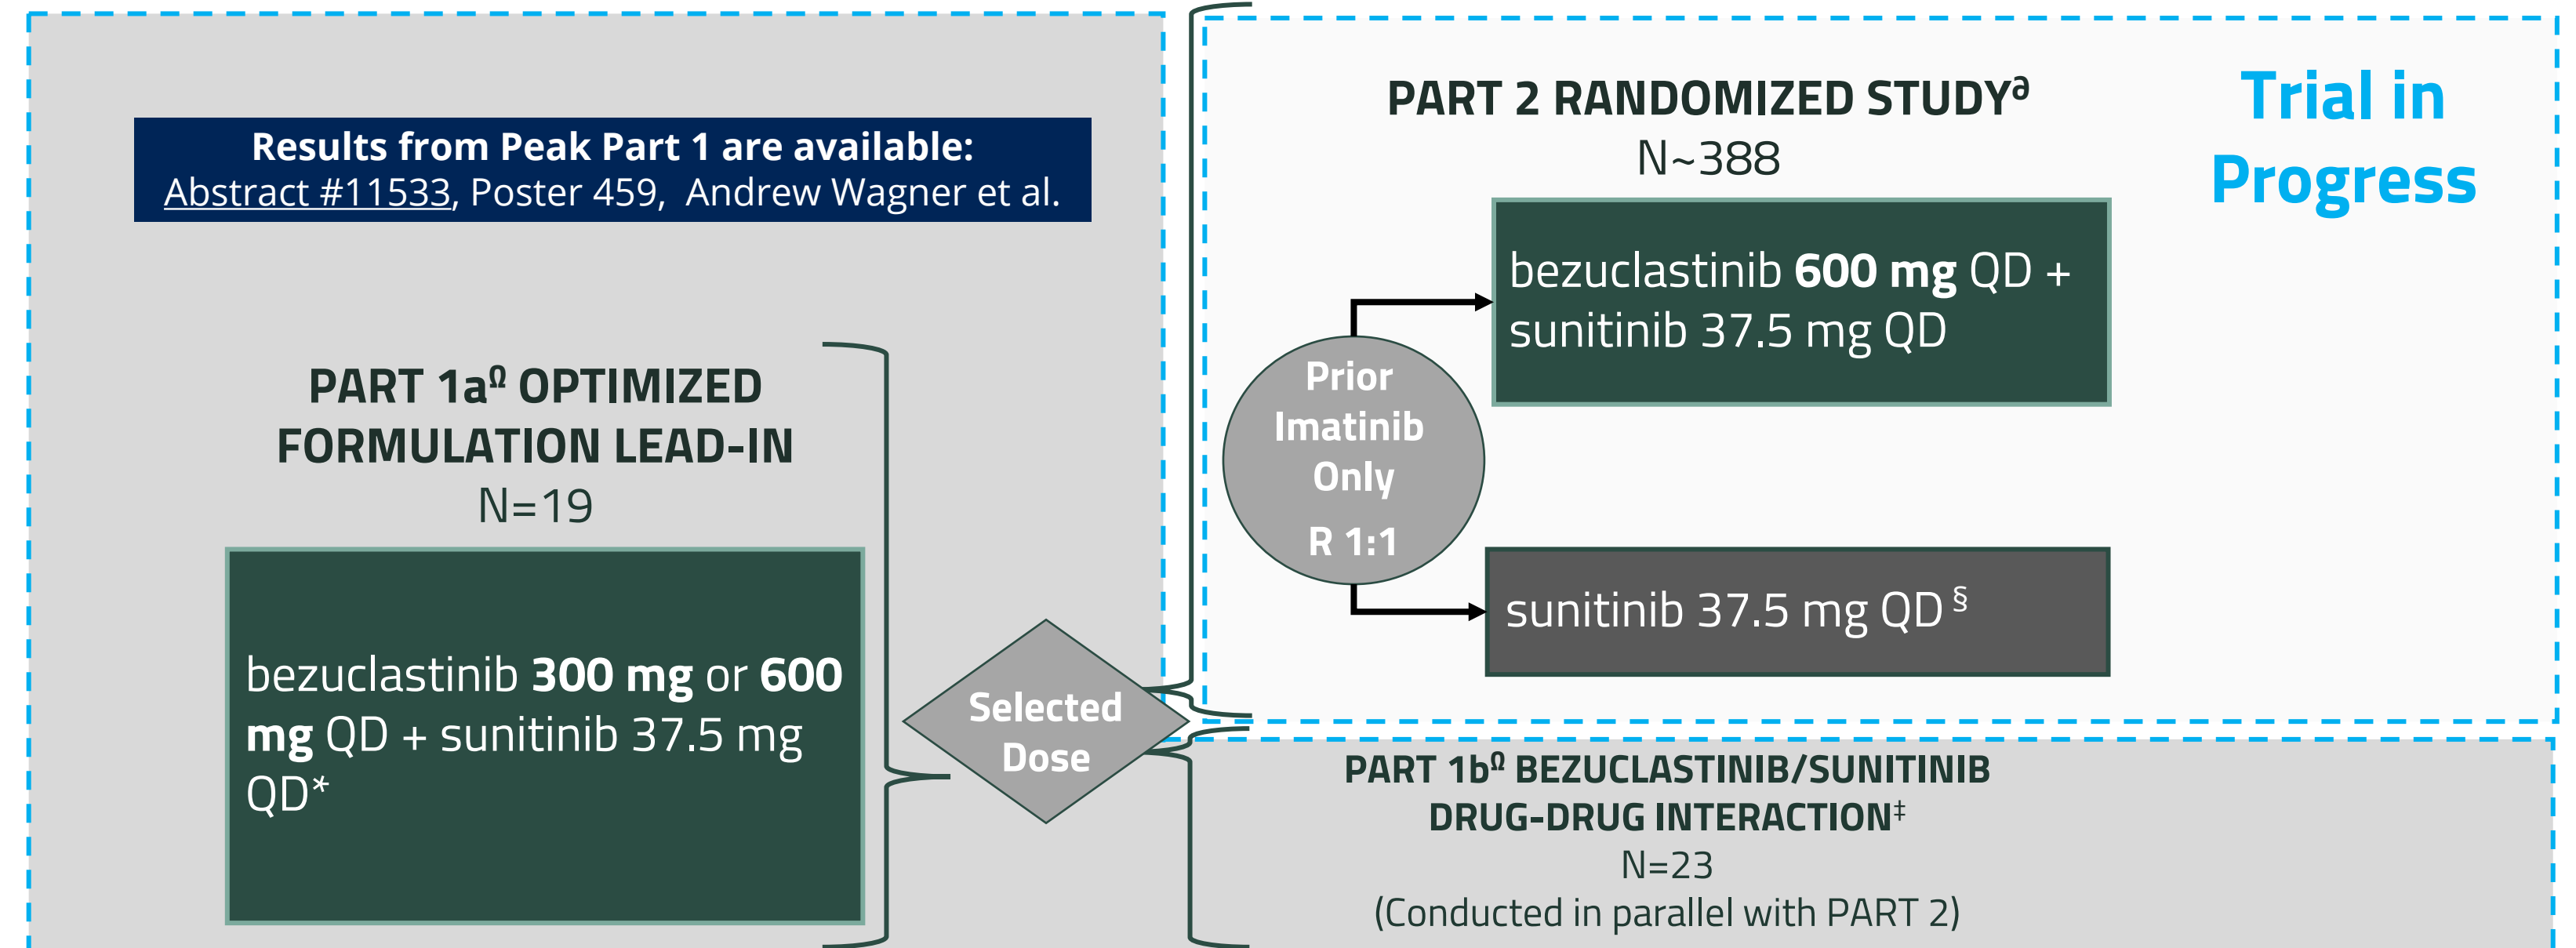 Results from Peak Part 1 are available:
Abstract #11533, Poster 459, Andrew Wagner et al.
PART 1aΩ OPTIMIZED
FORMULATION LEAD-IN
N=19
bezuclastinib 300 mg or 600
mg QD + sunitinib 37.5 mg
QD*
Selected
Dose
PART 2 RANDOMIZED STUDY∂
N~388
Trial in
Progress
Prior
Imatinib
Only
R 1:1
bezuclastinib 600 mg QD +
sunitinib 37.5 mg QD
sunitinib 37.5 mg QD §
PART 1bΩ BEZUCLASTINIB/SUNITINIB
DRUG-DRUG INTERACTION‡
N=23
(Conducted in parallel with PART 2)